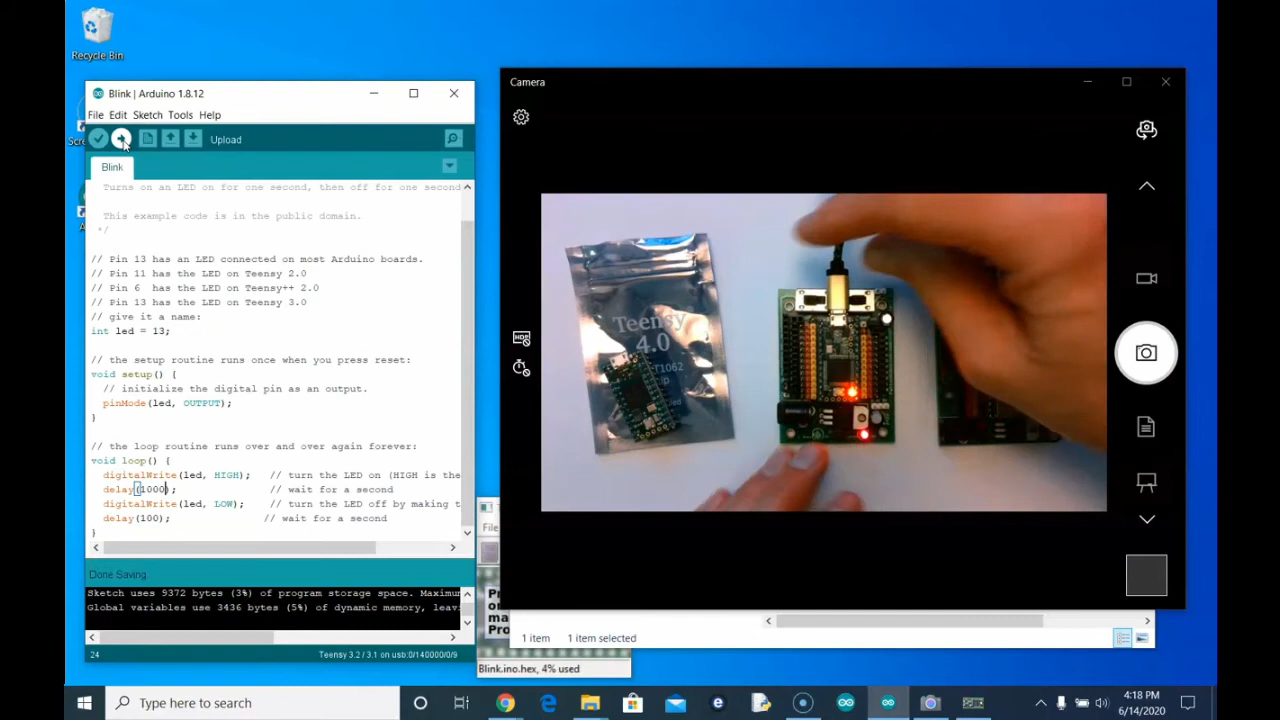 Recycle Bin
Blink | Arduino 1.8.12
File Edit Sketch Tools Help
Upload
Blink
Turns on an LED on for one second, then off for one second
This example code is in the public domain.
*/
// Pin 13 has an LED connected on most Arduino boards.
// Pin 11 has the LED on Teensy 2.0
// Pin 6  has the LED on Teensy++ 2.0
// Pin 13 has the LED on Teensy 3.0
// give it a name:
int led = 13;
// the setup routine runs once when you press reset:
void setup() {
// initialize the digital pin as an output.
pinMode(led, OUTPUT);
}
// the loop routine runs over and over again forever:
void loop() {
digitalWrite(led, HIGH);   // turn the LED on (HIGH is the
delay(1000);               // wait for a second
digitalWrite(led, LOW);    // turn the LED off by making t
delay(100);               // wait for a second
}
Done Saving.
Sketch uses 9372 bytes (3%) of program storage space. Maximum
Global variables use 3436 bytes (5%) of dynamic memory, leavi
24
Teensy 3.2 / 3.1 on usb:0/140000/0/9
Scre
A
Camera
HDR
Teensy
4.0
T1062
File
Pr
on
ma
Pro
Blink.ino.hex, 4% used
1 item
1 item selected
Type here to search
4:18 PM
6/14/2020